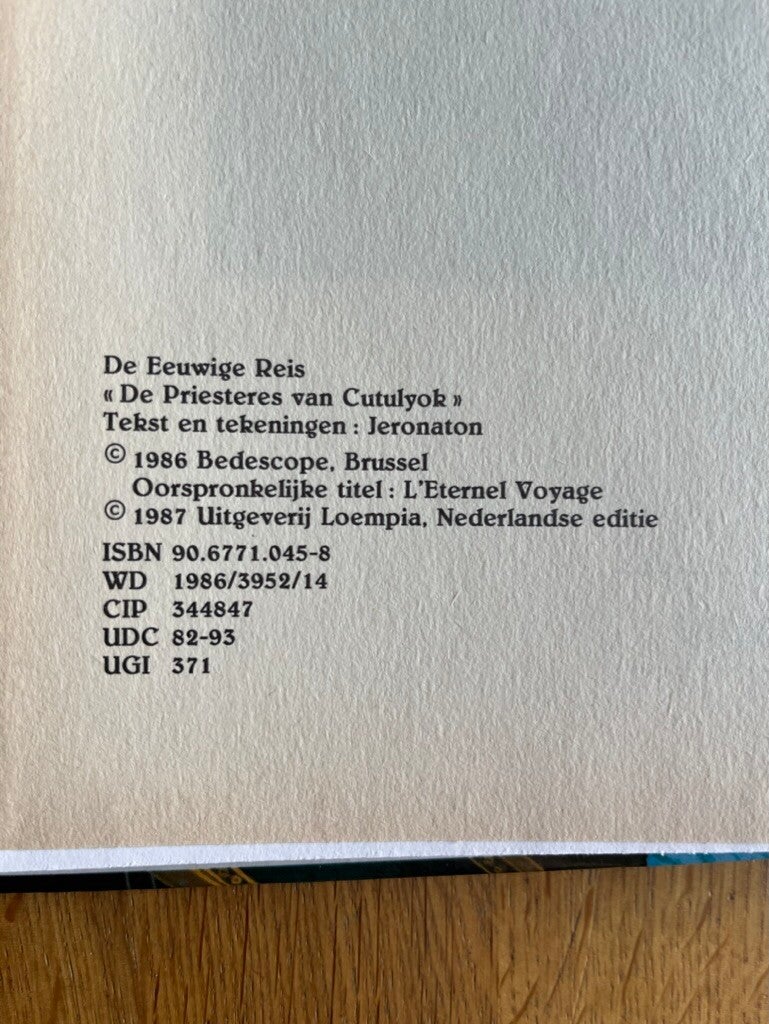 De Eeuwige Reis
« De Priesteres van Cutulyok »
Tekst en tekeningen : Jeronaton
© 1986 Bedescope, Brussel
Oorspronkelijke titel : L'Eternel Voyage
© 1987 Uitgeverij Loempia, Nederlandse editie
ISBN 90.6771.045-8
WD 1986/3952/14
CIP 344847
UDC 82-93
UGI 371